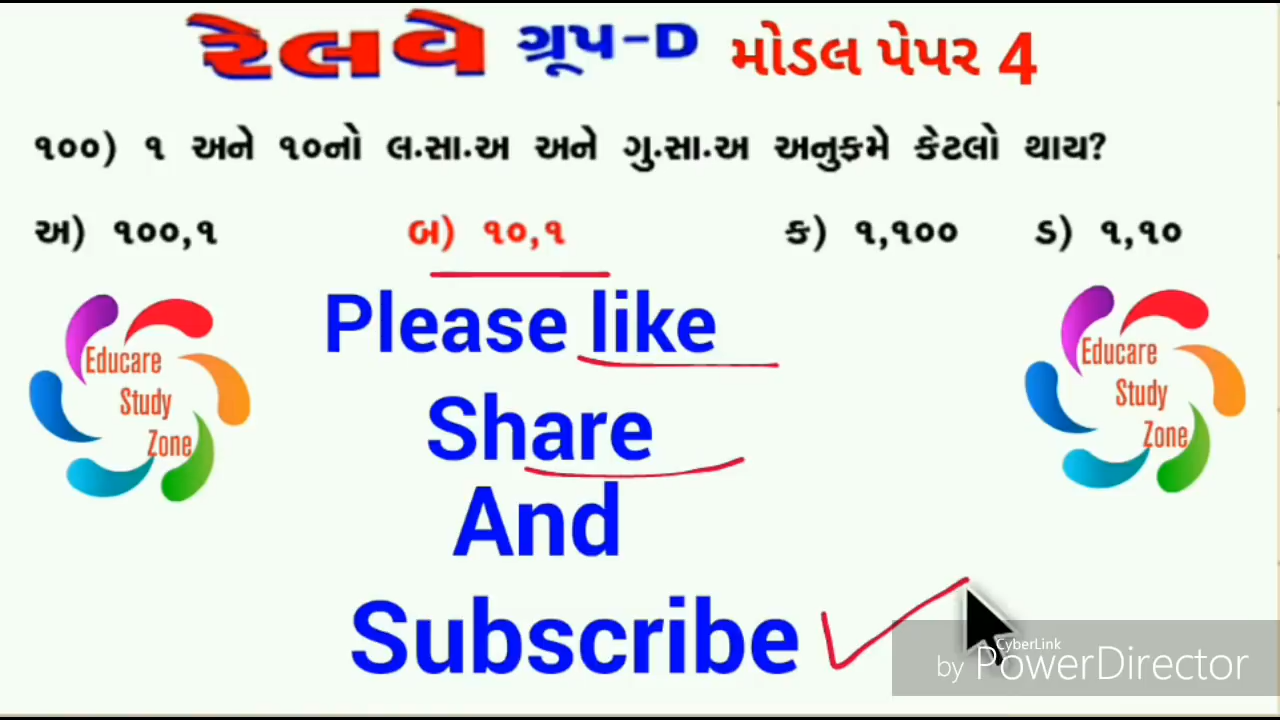 રેલવે ગ્રૂપ-D મોડલ પેપર 4
૧૦૦) ૧ અને ૧૦નો લ.સા.અ અને ગુ.સા.અ અનુક્રમે કેટલો થાય?
અ) ૧૦૦,૧ બ) ૧૦,૧ ક) ૧,૧૦૦ ડ) ૧,૧૦
Please like
Share
And
Subscribe
Educare
Study
Zone
Educare
Study
Zone
CyberLink
by PowerDirector